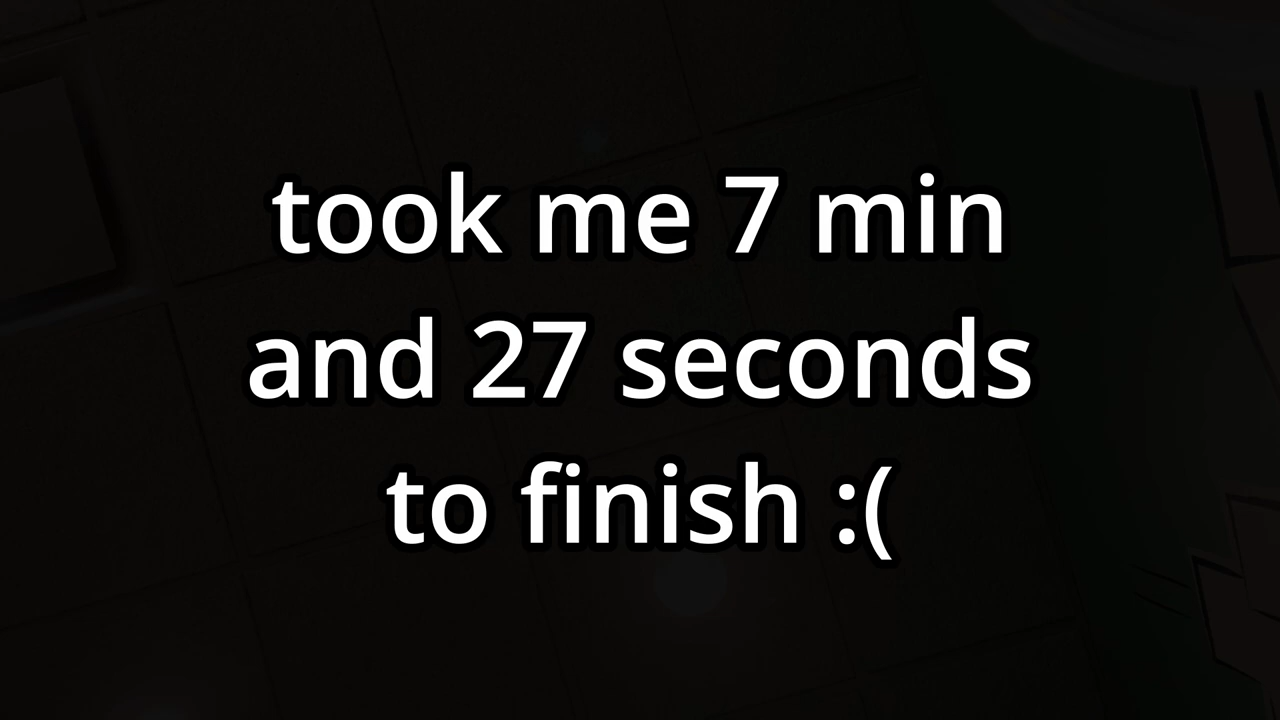 took me 7 min
and 27 seconds
to finish :(